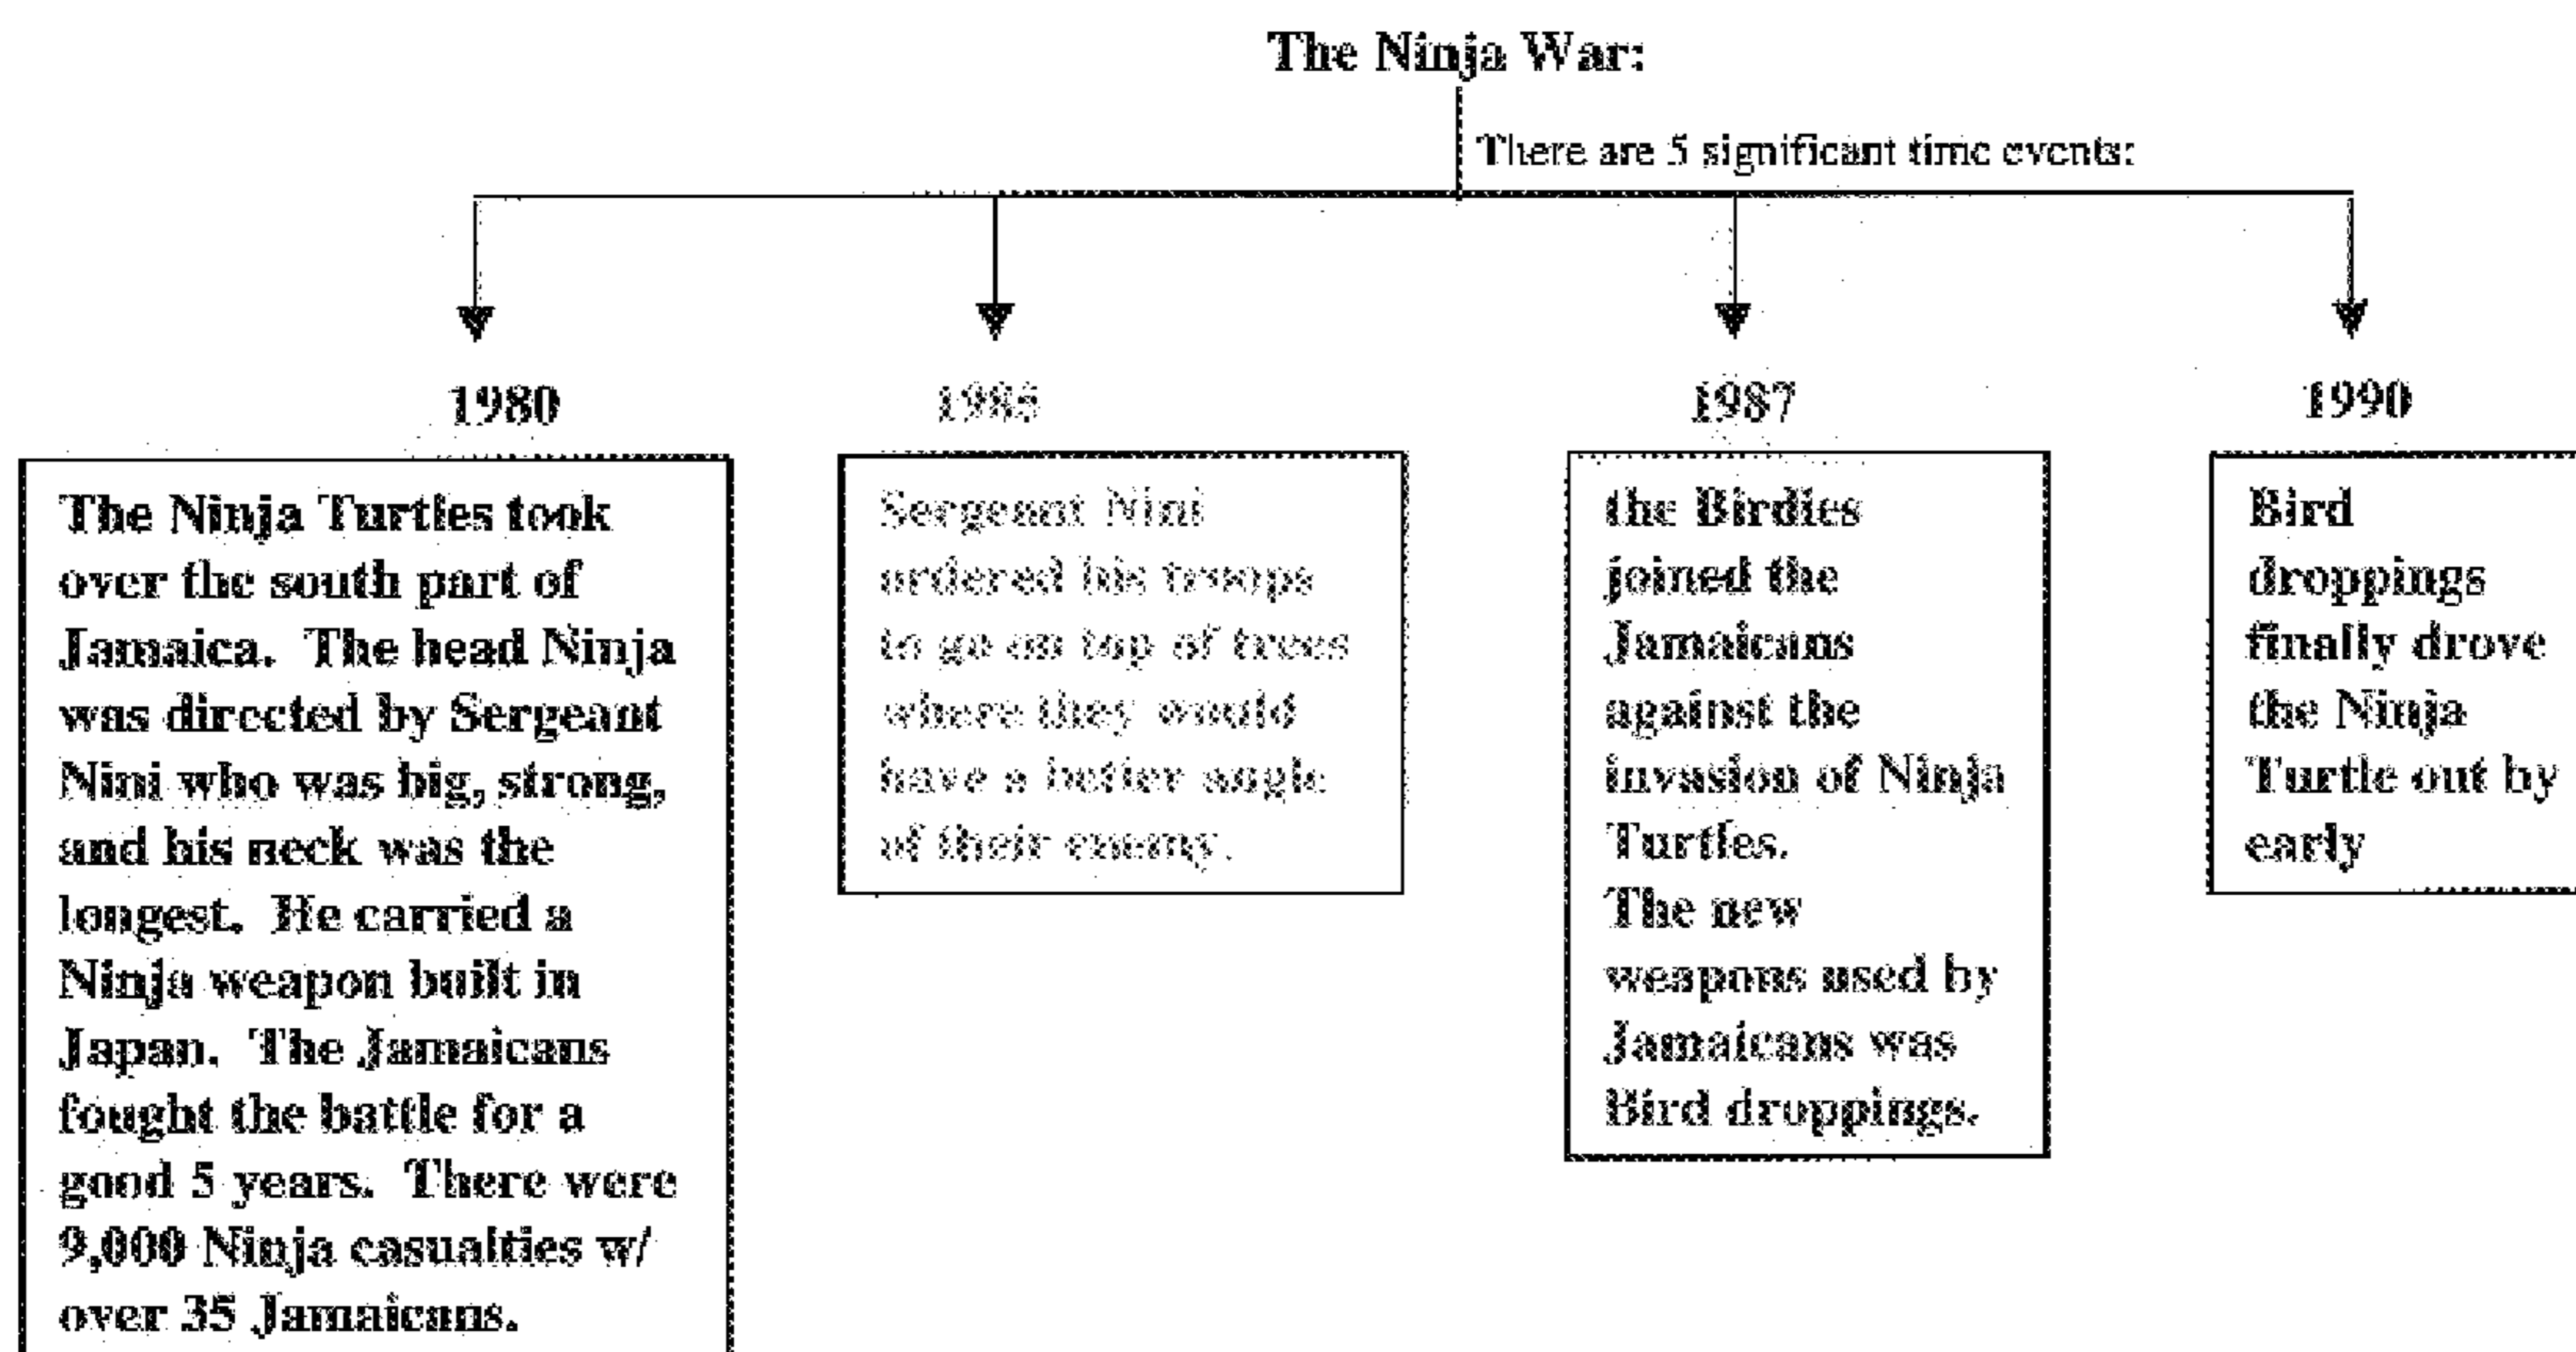 The Ninja War:
There are 5 significant time events:
1980
The Ninja Turtles took
over the south part of
Jamaica. The head Ninja
was directed by Sergeant
Nini who was big, strong,
and his neck was the
longest. He carried a
Ninja weapon built in
Japan. The Jamaicans
fought the battle for a
good 5 years. There were
9,000 Ninja casualties w/
over 35 Jamaicans.
1985
Sergeant Nini
ordered his troops
to go on top of trees
where they would
have a better angle
of their enemy.
1987
the Birdies
joined the
Jamaicans
against the
invasion of Ninja
Turtles.
The new
weapons used by
Jamaicans was
Bird droppings.
1990
Bird
droppings
finally drove
the Ninja
Turtle out by
early